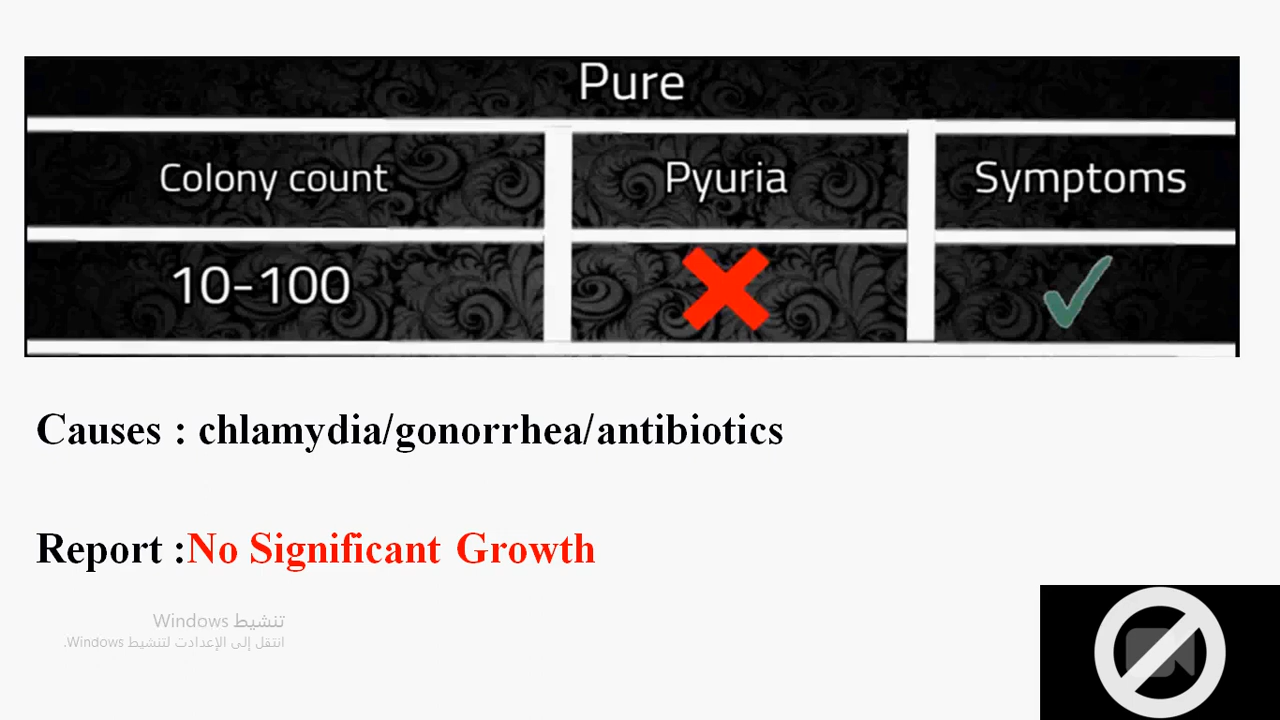 Pure
Colony count Pyuria Symptoms
10-100
Causes : chlamydia/gonorrhea/antibiotics
Report :No Significant Growth
تنشيط Windows
انتقل إلى الإعدادت لتنشيط Windows.